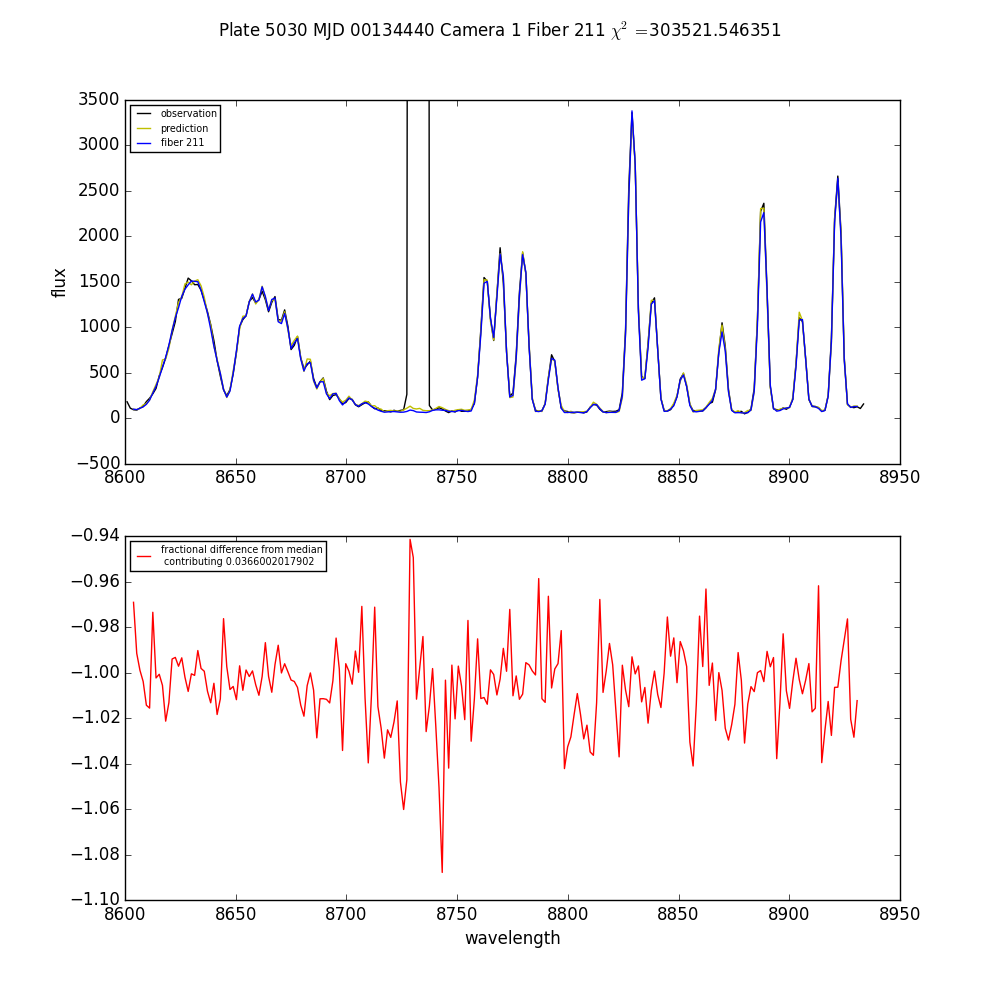 Plate 5030 MJD 00134440 Camera 1 Fiber 211 χ² =303521.546351
3500
3000
2500
2000
1500
1000
500
0
−500
flux
observation
prediction
fiber 211
8600 8650 8700 8750 8800 8850 8900 8950
−0.94
−0.96
−0.98
−1.00
−1.02
−1.04
−1.06
−1.08
−1.10
fractional difference from median
contributing 0.0366002017902
8600 8650 8700 8750 8800 8850 8900 8950
wavelength